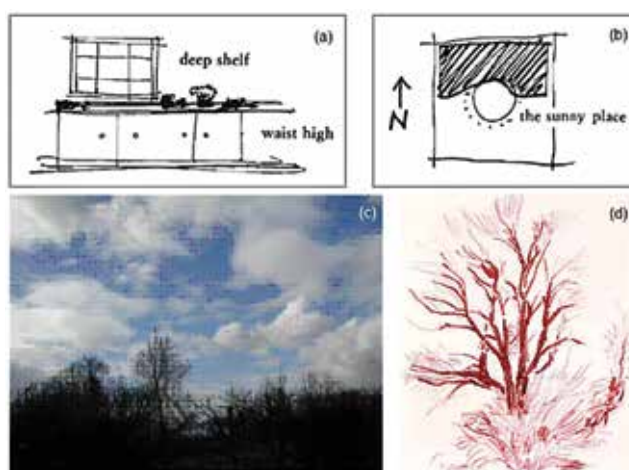 (a)
deep shelf
waist high
(b)
N
the sunny place
(c)
(d)